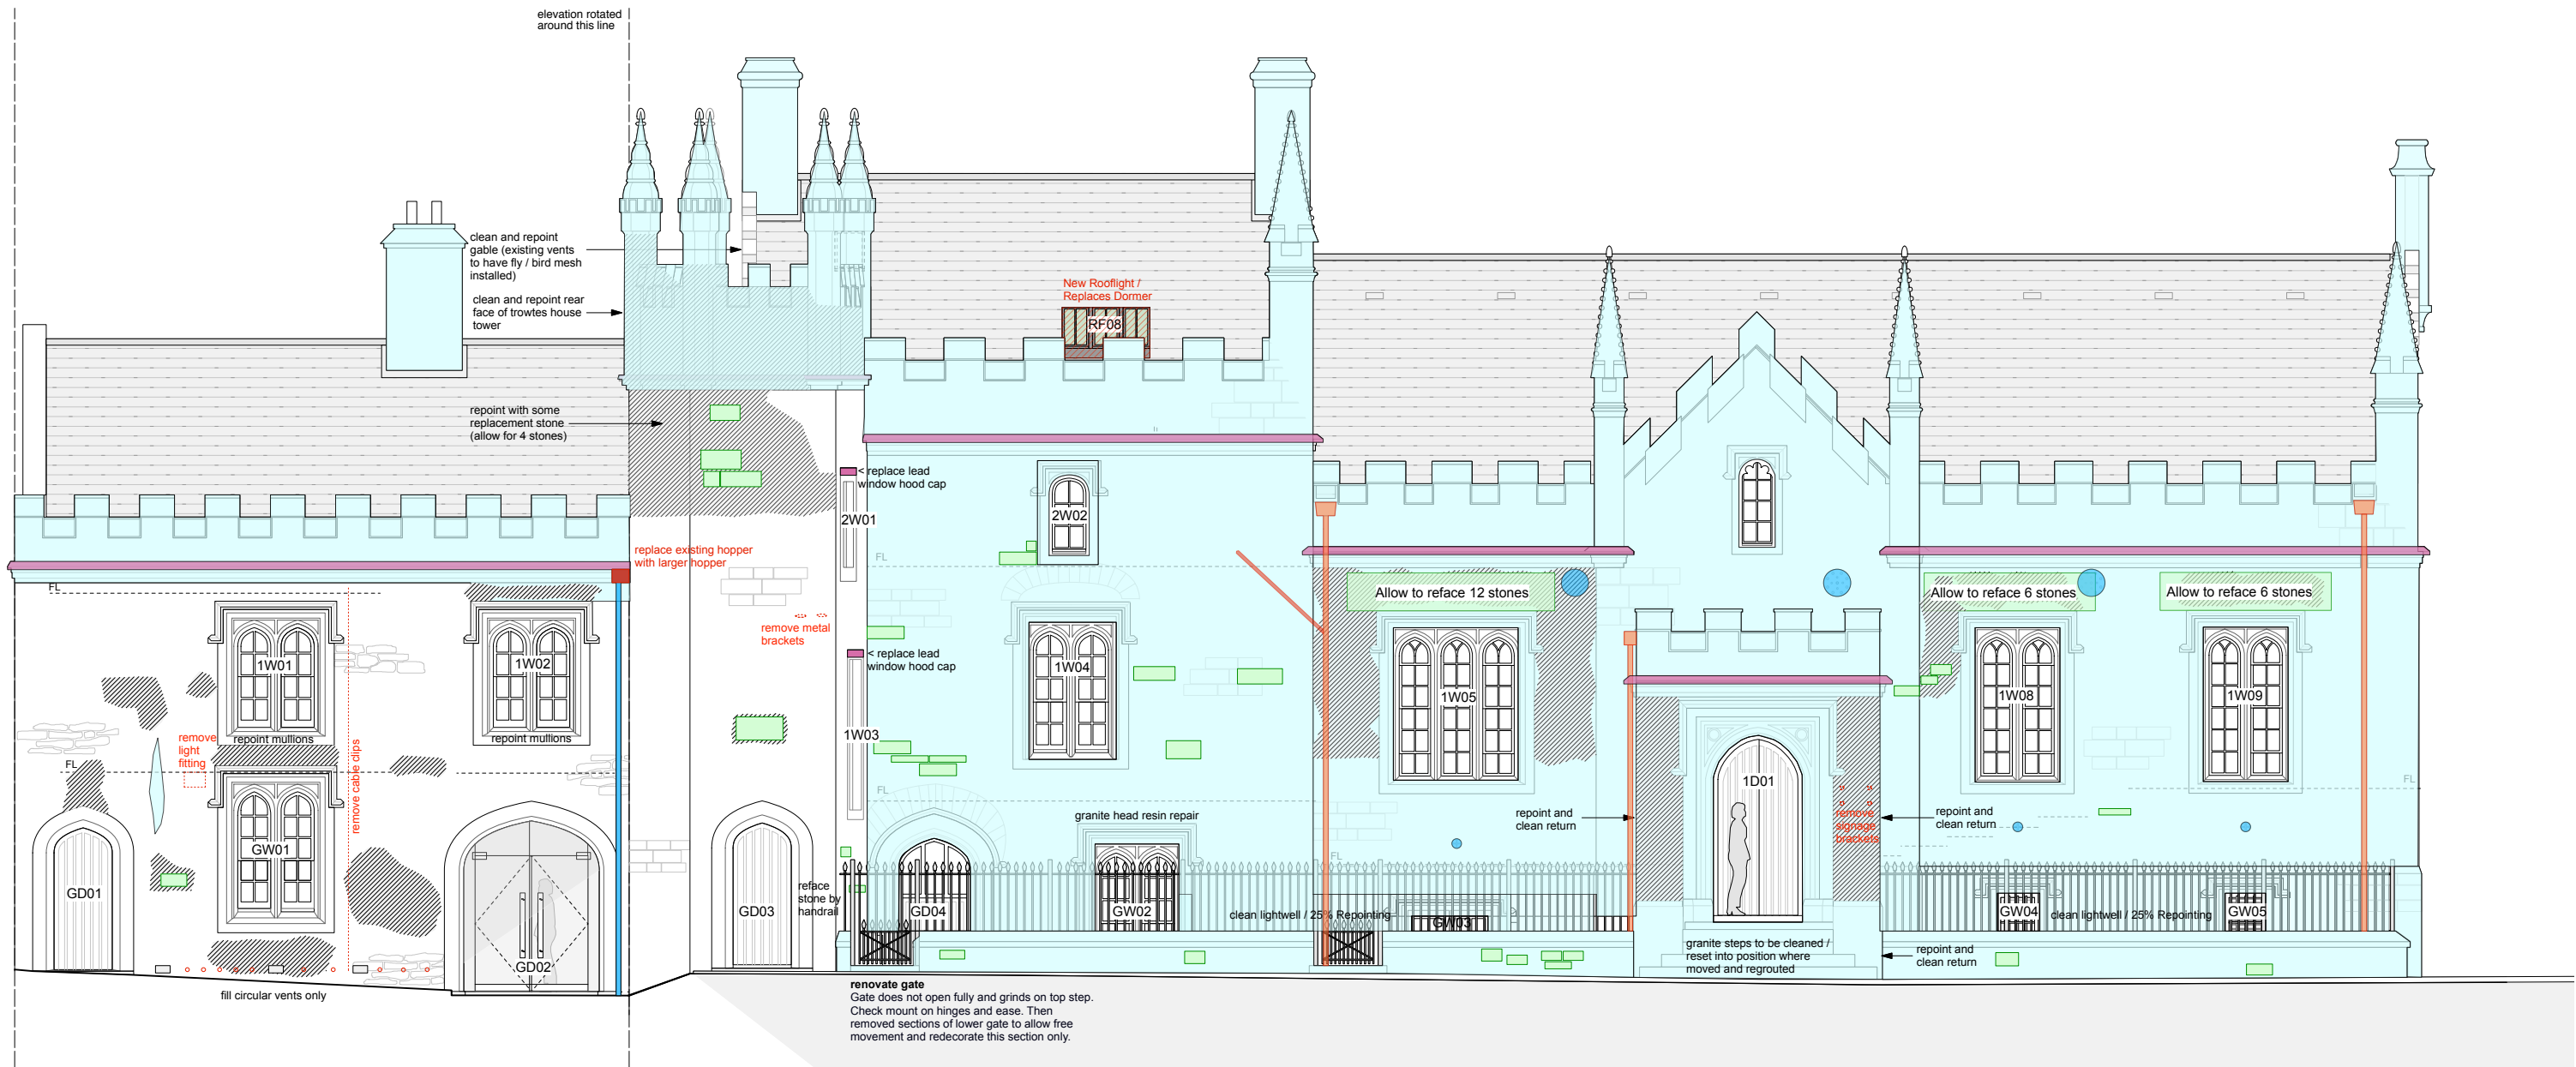 elevation rotated
around this line
clean and repoint
gable (existing vents
to have fly / bird mesh
installed)
clean and repoint rear
face of trowtes house
tower
New Rooflight /
Replaces Dormer
RF08
repoint with some
replacement stone
(allow for 4 stones)
< replace lead
window hood cap
2W01
2W02
replace existing hopper
with larger hopper
FL
FL
Allow to reface 12 stones
Allow to reface 6 stones
Allow to reface 6 stones
remove metal
brackets
< replace lead
window hood cap
1W01
1W02
1W04
1W05
1W08
1W09
remove
light
fitting
repoint mullions
repoint mullions
1W03
FL
remove cable clips
1D01
FL
FL
granite head resin repair
repoint and
clean return
remove
signage
brackets
repoint and
clean return
GW01
FL
GD01
reface
stone by
handrail
GD03
GD04
GW02
clean lightwell / 25% Repointing
GW03
GW04
clean lightwell / 25% Repointing
GW05
GD02
granite steps to be cleaned /
reset into position where
moved and regrouted
repoint and
clean return
fill circular vents only
renovate gate
Gate does not open fully and grinds on top step.
Check mount on hinges and ease. Then
removed sections of lower gate to allow free
movement and redecorate this section only.